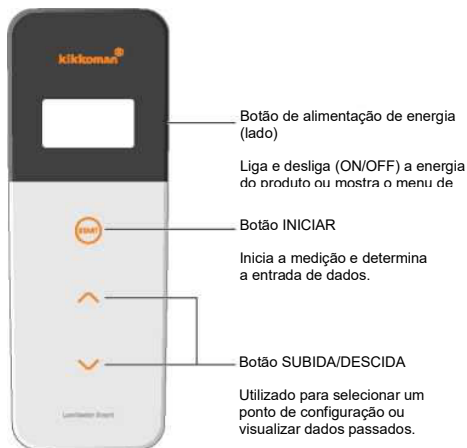 kikkoman
Botão de alimentação de energia
(lado)
Liga e desliga (ON/OFF) a energia
do produto ou mostra o menu de
START
Botão INICIAR
Inicia a medição e determina
a entrada de dados.
Botão SUBIDA/DESCIDA
Utilizado para selecionar um
ponto de configuração ou
visualizar dados passados.
Lumitester Smart